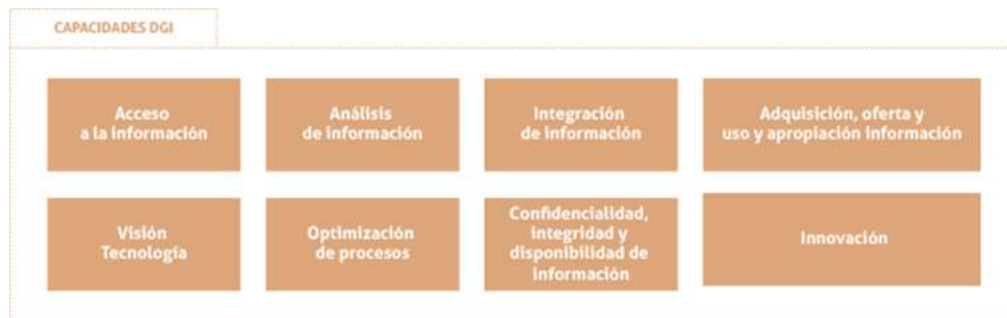 CAPACIDADES DGI
Acceso
a la información
Análisis
de información
Integración
de información
Adquisición, oferta y
uso y apropiación información
Visión
Tecnología
Optimización
de procesos
Confidencialidad,
integridad y
disponibilidad de
información
Innovación